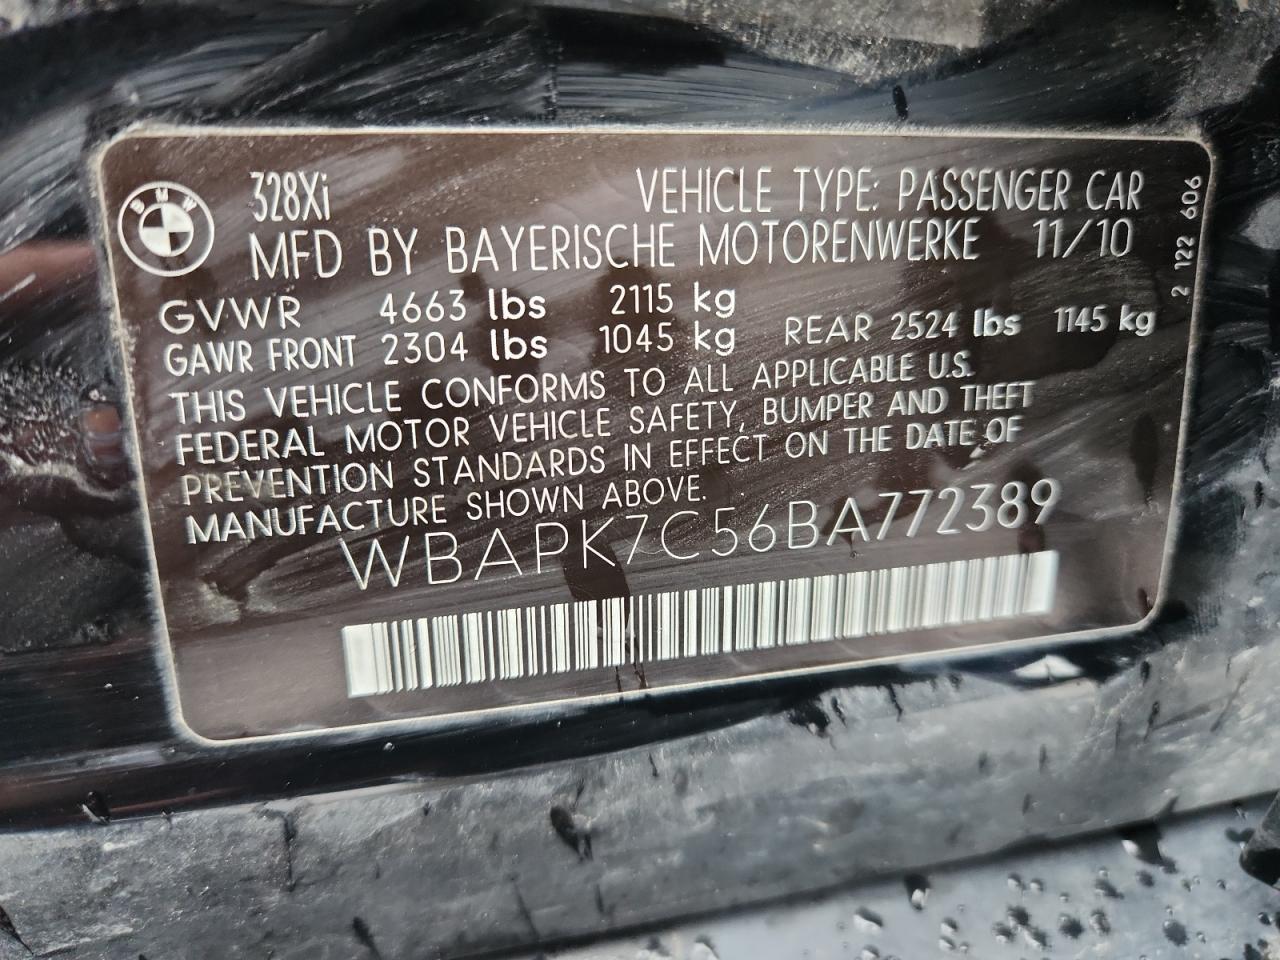 BMW
328Xi
VEHICLE TYPE: PASSENGER CAR
MFD BY BAYERISCHE MOTORENWERKE 11/10
GVWR 4663 lbs 2115 kg
GAWR FRONT 2304 lbs 1045 kg REAR 2524 lbs 1145 kg
THIS VEHICLE CONFORMS TO ALL APPLICABLE U.S.
FEDERAL MOTOR VEHICLE SAFETY, BUMPER AND THEFT
PREVENTION STANDARDS IN EFFECT ON THE DATE OF
MANUFACTURE SHOWN ABOVE.
WBAPK7C56BA772389
2 122 606